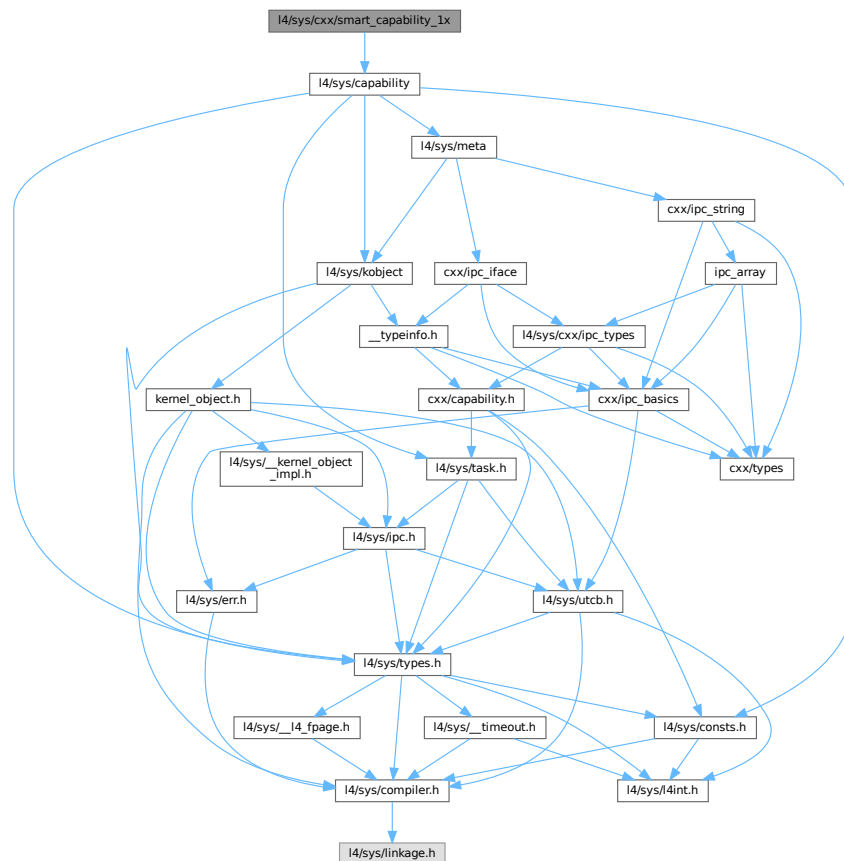 l4/sys/cxx/smart_capability_1x
l4/sys/capability
l4/sys/meta
cxx/ipc_string
l4/sys/kobject
cxx/ipc_iface
ipc_array
__typeinfo.h
l4/sys/cxx/ipc_types
kernel_object.h
cxx/capability.h
cxx/ipc_basics
l4/sys/__kernel_object
_impl.h
l4/sys/task.h
cxx/types
l4/sys/ipc.h
l4/sys/err.h
l4/sys/utcb.h
l4/sys/types.h
l4/sys/__l4_fpage.h
l4/sys/__timeout.h
l4/sys/consts.h
l4/sys/compiler.h
l4/sys/l4int.h
l4/sys/linkage.h